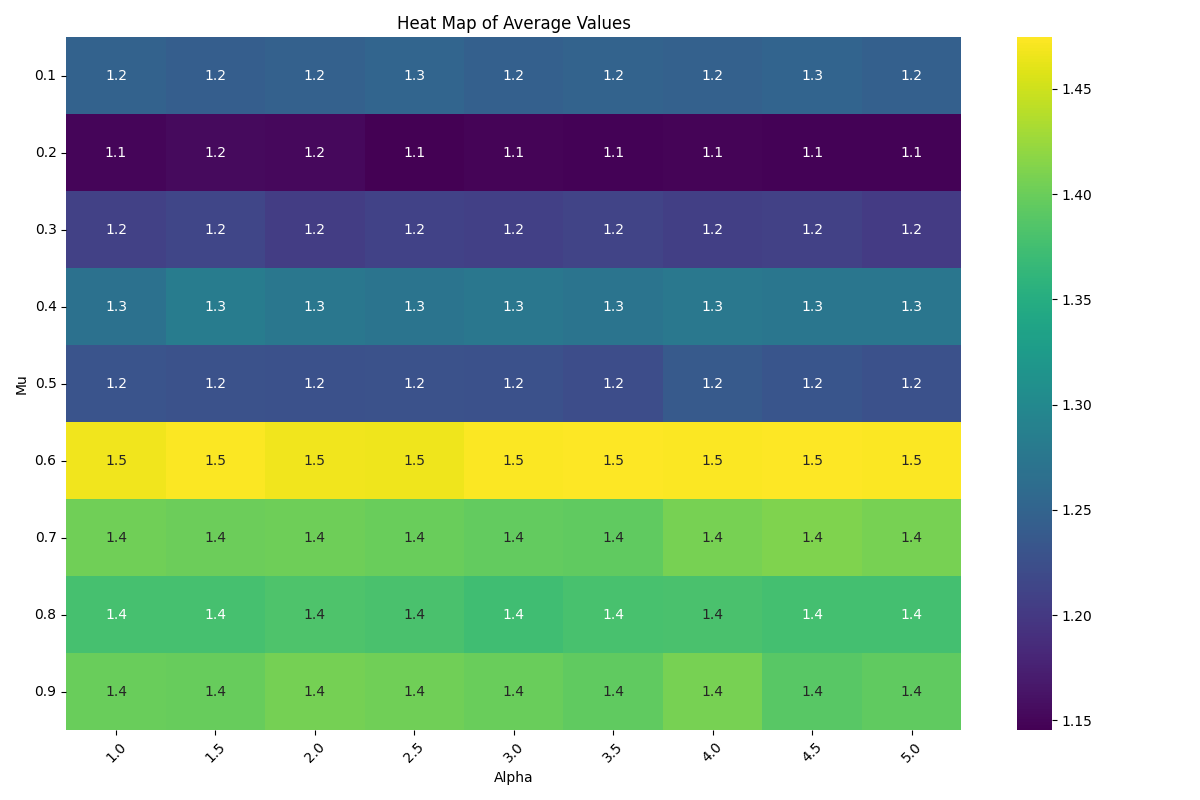 Heat Map of Average Values
0.1 1.2 1.2 1.2 1.3 1.2 1.2 1.2 1.3 1.2
0.2 1.1 1.2 1.2 1.1 1.1 1.1 1.1 1.1 1.1
0.3 1.2 1.2 1.2 1.2 1.2 1.2 1.2 1.2 1.2
0.4 1.3 1.3 1.3 1.3 1.3 1.3 1.3 1.3 1.3
Mu
0.5 1.2 1.2 1.2 1.2 1.2 1.2 1.2 1.2 1.2
0.6 1.5 1.5 1.5 1.5 1.5 1.5 1.5 1.5 1.5
0.7 1.4 1.4 1.4 1.4 1.4 1.4 1.4 1.4 1.4
0.8 1.4 1.4 1.4 1.4 1.4 1.4 1.4 1.4 1.4
0.9 1.4 1.4 1.4 1.4 1.4 1.4 1.4 1.4 1.4
1.0 1.5 2.0 2.5 3.0 3.5 4.0 4.5 5.0
Alpha
1.45
1.40
1.35
1.30
1.25
1.20
1.15